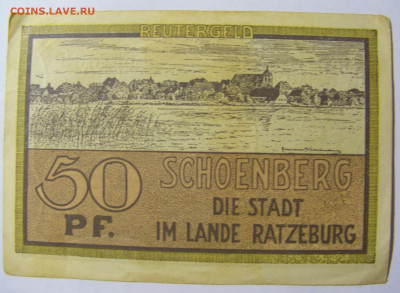 COINS.LAVE.RU
REUTERGELD
50
PF.
SCHOENBERG
DIE STADT
IM LANDE RATZEBURG